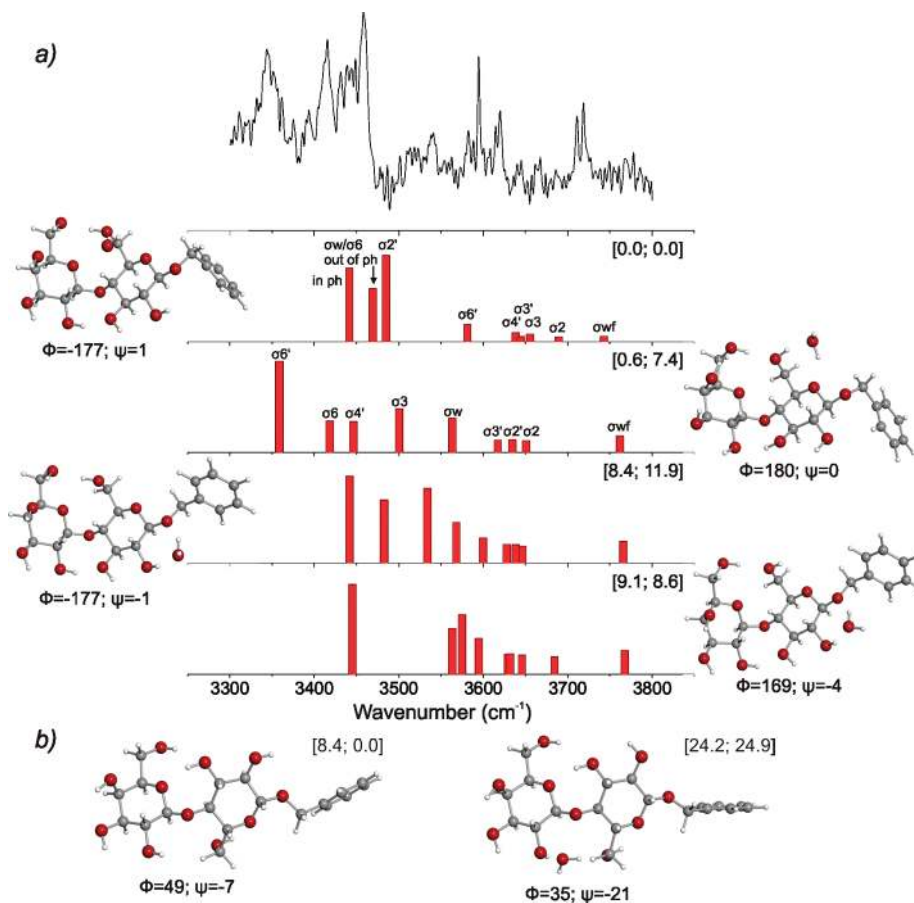 a)
[0.0; 0.0]
σw/σ6
out of ph
in ph
σ2'
σ6'
σ3'
σ4'
σ3
σ2
σwf
Φ=-177; ψ=1
[0.6; 7.4]
σ6'
σ6
σ4'
σ3
σw
σ3'
σ2'
σ2
σwf
Φ=180; ψ=0
[8.4; 11.9]
Φ=-177; ψ=-1
[9.1; 8.6]
Φ=169; ψ=-4
3300 3400 3500 3600 3700 3800
Wavenumber (cm⁻¹)
b)
[8.4; 0.0]
[24.2; 24.9]
Φ=49; ψ=-7
Φ=35; ψ=-21